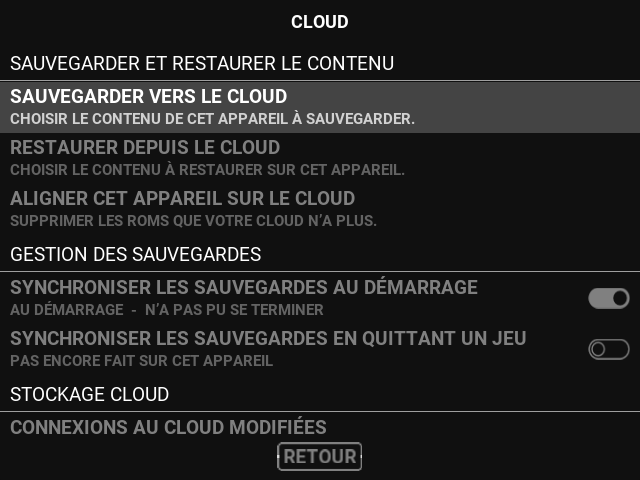 CLOUD
SAUVEGARDER ET RESTAURER LE CONTENU
SAUVEGARDER VERS LE CLOUD
CHOISIR LE CONTENU DE CET APPAREIL À SAUVEGARDER.
RESTAURER DEPUIS LE CLOUD
CHOISIR LE CONTENU À RESTAURER SUR CET APPAREIL.
ALIGNER CET APPAREIL SUR LE CLOUD
SUPPRIMER LES ROMS QUE VOTRE CLOUD N’A PLUS.
GESTION DES SAUVEGARDES
SYNCHRONISER LES SAUVEGARDES AU DÉMARRAGE
AU DÉMARRAGE - N’A PAS PU SE TERMINER
SYNCHRONISER LES SAUVEGARDES EN QUITTANT UN JEU
PAS ENCORE FAIT SUR CET APPAREIL
STOCKAGE CLOUD
CONNEXIONS AU CLOUD MODIFIÉES
RETOUR